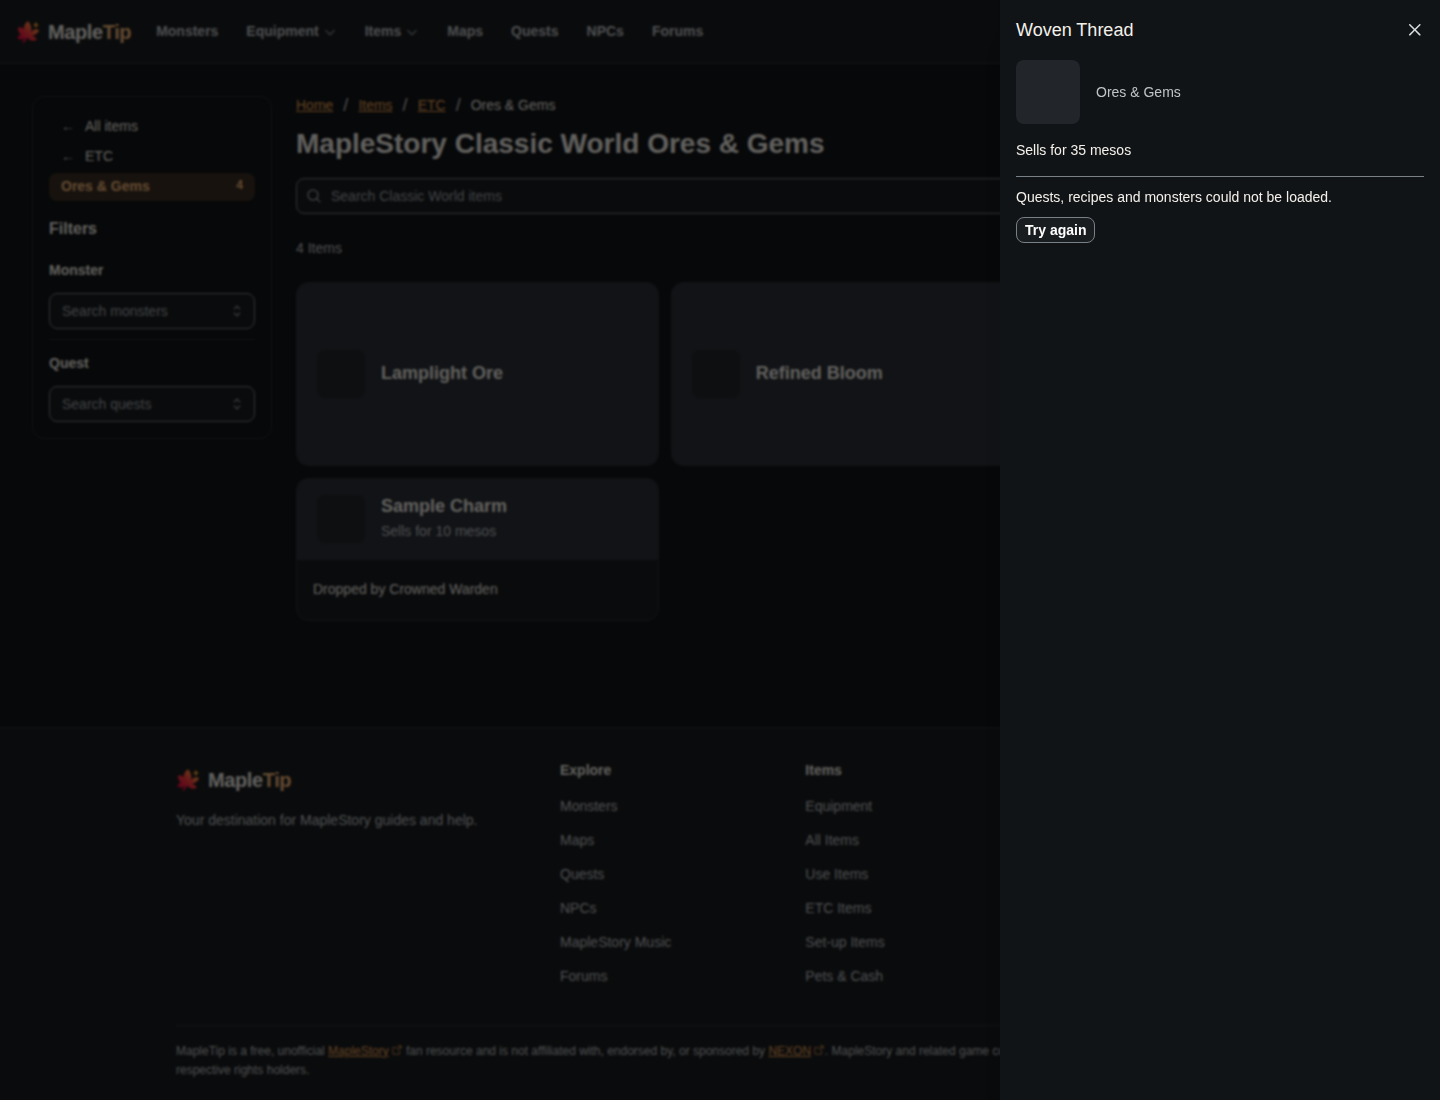 MapleTip
Monsters
Equipment
Items
Maps
Quests
NPCs
Forums
← All items
← ETC
Ores & Gems 4
Filters
Monster
Search monsters
Quest
Search quests
Home / Items / ETC / Ores & Gems
MapleStory Classic World Ores & Gems
Search Classic World items
4 Items
Lamplight Ore
Refined Bloom
Sample Charm
Sells for 10 mesos
Dropped by Crowned Warden
Woven Thread
Ores & Gems
Sells for 35 mesos
Quests, recipes and monsters could not be loaded.
Try again
MapleTip
Your destination for MapleStory guides and help.
Explore
Monsters
Maps
Quests
NPCs
MapleStory Music
Forums
Items
Equipment
All Items
Use Items
ETC Items
Set-up Items
Pets & Cash
MapleTip is a free, unofficial MapleStory fan resource and is not affiliated with, endorsed by, or sponsored by NEXON. MapleStory and related game
respective rights holders.